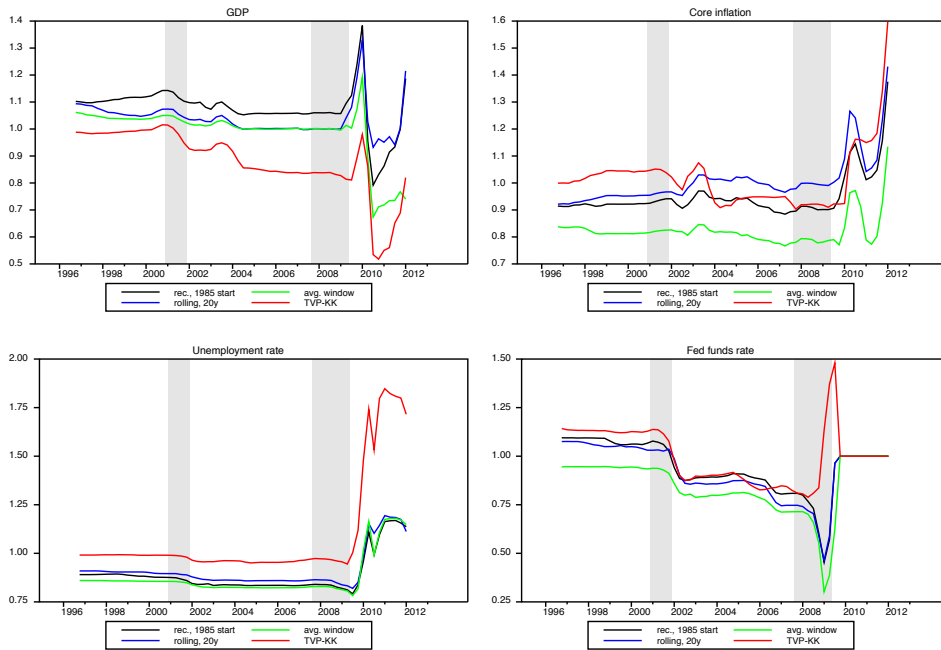 GDP
1.4
1.3
1.2
1.1
1.0
0.9
0.8
0.7
0.6
0.5
1996 1998 2000 2002 2004 2006 2008 2010 2012
rec., 1985 start avg. window
rolling, 20y TVP-KK
Core inflation
1.6
1.5
1.4
1.3
1.2
1.1
1.0
0.9
0.8
0.7
1996 1998 2000 2002 2004 2006 2008 2010 2012
rec., 1985 start avg. window
rolling, 20y TVP-KK
Unemployment rate
2.00
1.75
1.50
1.25
1.00
0.75
1996 1998 2000 2002 2004 2006 2008 2010 2012
rec., 1985 start avg. window
rolling, 20y TVP-KK
Fed funds rate
1.50
1.25
1.00
0.75
0.50
0.25
1996 1998 2000 2002 2004 2006 2008 2010 2012
rec., 1985 start avg. window
rolling, 20y TVP-KK